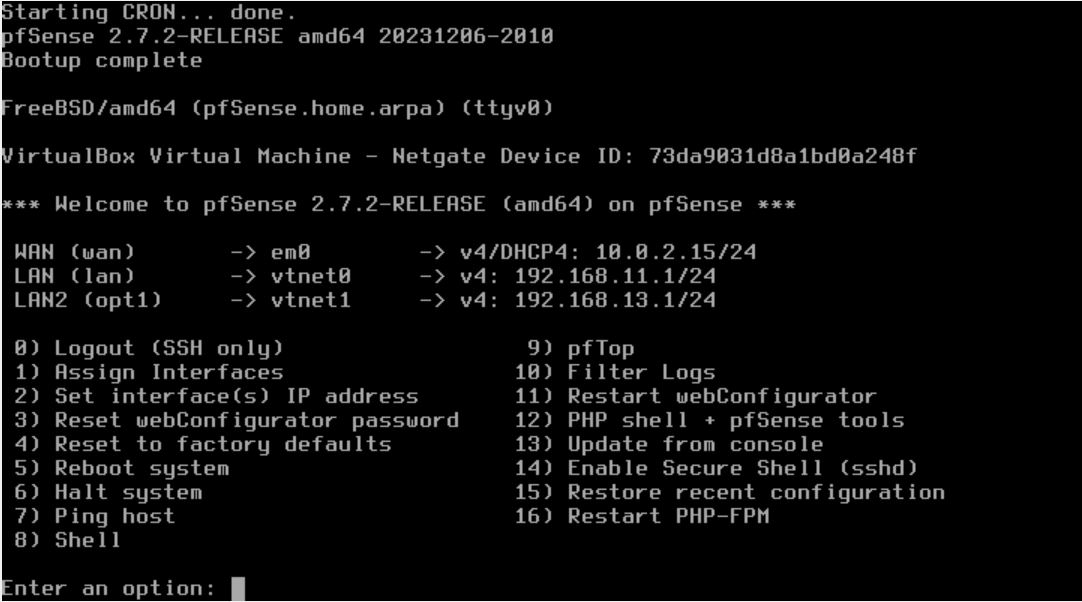 Starting CRON... done.
pfSense 2.7.2-RELEASE amd64 20231206-2010
Bootup complete
FreeBSD/amd64 (pfSense.home.arpa) (ttyv0)
VirtualBox Virtual Machine - Netgate Device ID: 73da9031d8a1bd0a248f
*** Welcome to pfSense 2.7.2-RELEASE (amd64) on pfSense ***
WAN (wan) -> em0 -> v4/DHCP4: 10.0.2.15/24
LAN (lan) -> vtnet0 -> v4: 192.168.11.1/24
LAN2 (opt1) -> vtnet1 -> v4: 192.168.13.1/24
0) Logout (SSH only) 9) pfTop
1) Assign Interfaces 10) Filter Logs
2) Set interface(s) IP address 11) Restart webConfigurator
3) Reset webConfigurator password 12) PHP shell + pfSense tools
4) Reset to factory defaults 13) Update from console
5) Reboot system 14) Enable Secure Shell (sshd)
6) Halt system 15) Restore recent configuration
7) Ping host 16) Restart PHP-FPM
8) Shell
Enter an option: